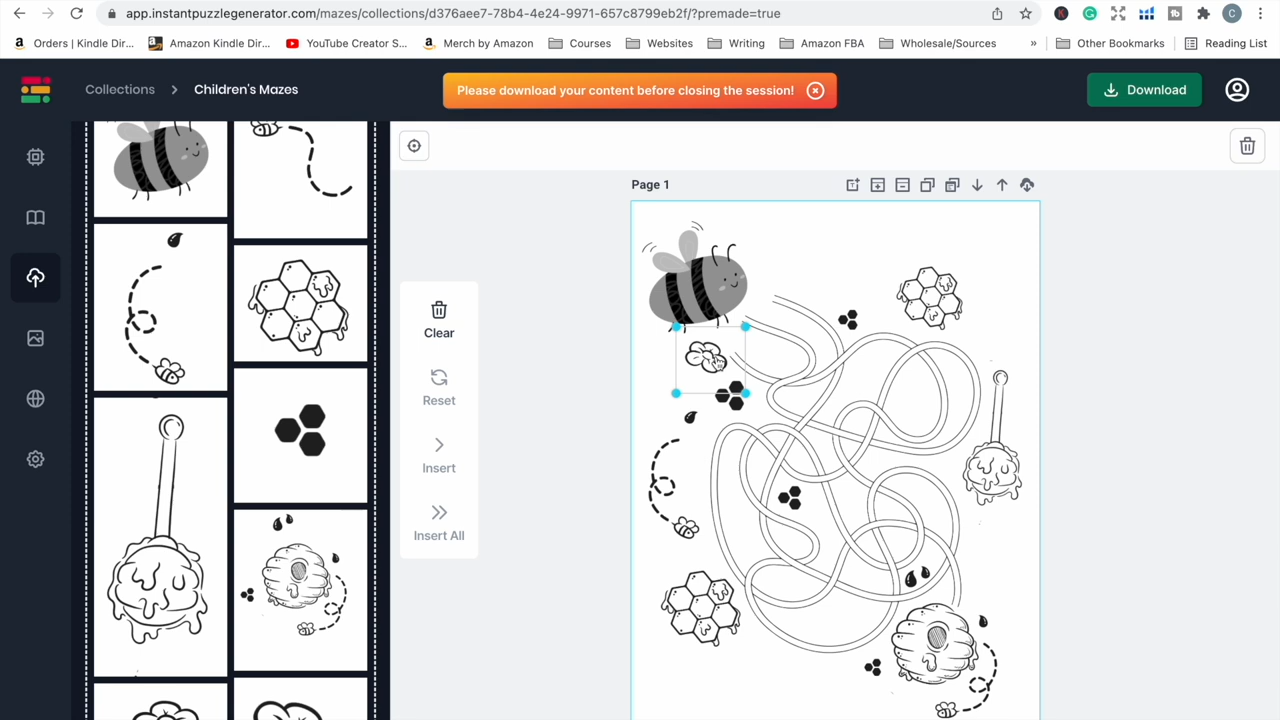 app.instantpuzzlegenerator.com/mazes/collections/d376aee7-78b4-4e24-9971-657c8799eb2f/?premade=true
Orders | Kindle Dir... Amazon Kindle Dir... YouTube Creator S... Merch by Amazon Courses Websites Writing Amazon FBA Wholesale/Sources » Other Bookmarks Reading List
Collections > Children's Mazes
Please download your content before closing the session!
Download
Page 1
Clear
Reset
Insert
Insert All